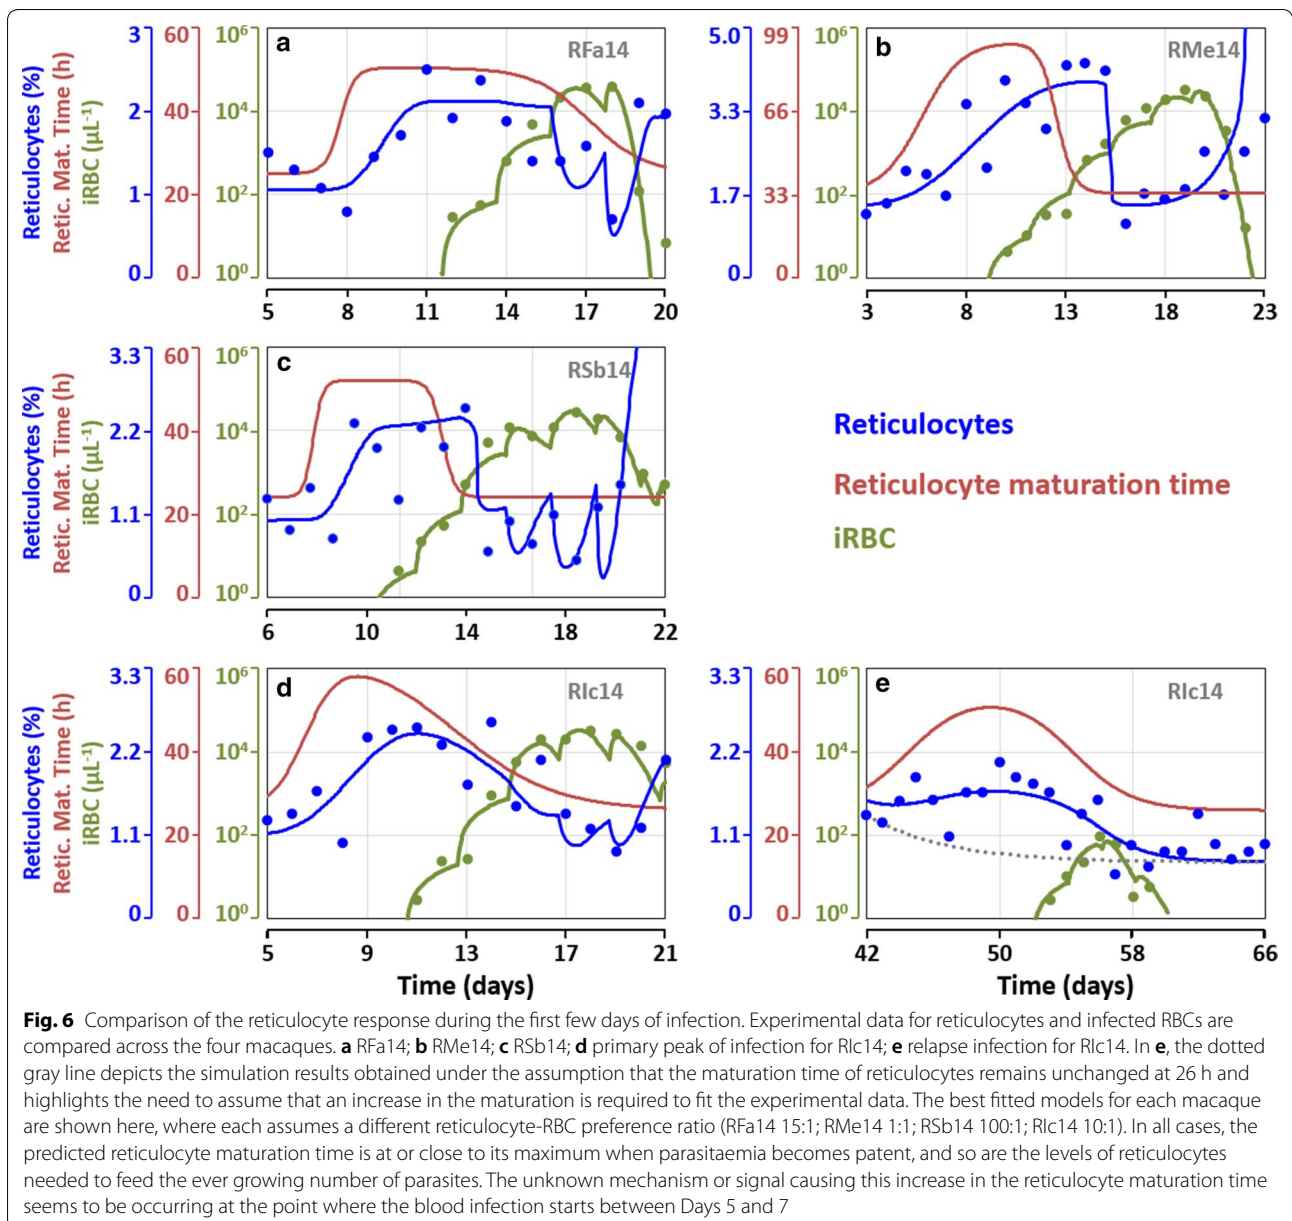 a
RFa14
Reticulocytes (%)
Retic. Mat. Time (h)
iRBC (μL⁻¹)
3
2
1
0
60
40
20
0
10⁶
10⁴
10²
10⁰
5 8 11 14 17 20
b
RMe14
5.0
3.3
1.7
0
99
66
33
0
10⁶
10⁴
10²
10⁰
3 8 13 18 23
c
RSb14
Reticulocytes (%)
Retic. Mat. Time (h)
iRBC (μL⁻¹)
3.3
2.2
1.1
0
60
40
20
0
10⁶
10⁴
10²
10⁰
6 10 14 18 22
Reticulocytes
Reticulocyte maturation time
iRBC
d
RIc14
Reticulocytes (%)
Retic. Mat. Time (h)
iRBC (μL⁻¹)
3.3
2.2
1.1
0
60
40
20
0
10⁶
10⁴
10²
10⁰
5 9 13 17 21
Time (days)
e
RIc14
3.3
2.2
1.1
0
60
40
20
0
10⁶
10⁴
10²
10⁰
42 50 58 66
Time (days)
Fig. 6 Comparison of the reticulocyte response during the first few days of infection. Experimental data for reticulocytes and infected RBCs are
compared across the four macaques. a RFa14; b RMe14; c RSb14; d primary peak of infection for RIc14; e relapse infection for RIc14. In e, the dotted
gray line depicts the simulation results obtained under the assumption that the maturation time of reticulocytes remains unchanged at 26 h and
highlights the need to assume that an increase in the maturation is required to fit the experimental data. The best fitted models for each macaque
are shown here, where each assumes a different reticulocyte-RBC preference ratio (RFa14 15:1; RMe14 1:1; RSb14 100:1; RIc14 10:1). In all cases, the
predicted reticulocyte maturation time is at or close to its maximum when parasitaemia becomes patent, and so are the levels of reticulocytes
needed to feed the ever growing number of parasites. The unknown mechanism or signal causing this increase in the reticulocyte maturation time
seems to be occurring at the point where the blood infection starts between Days 5 and 7